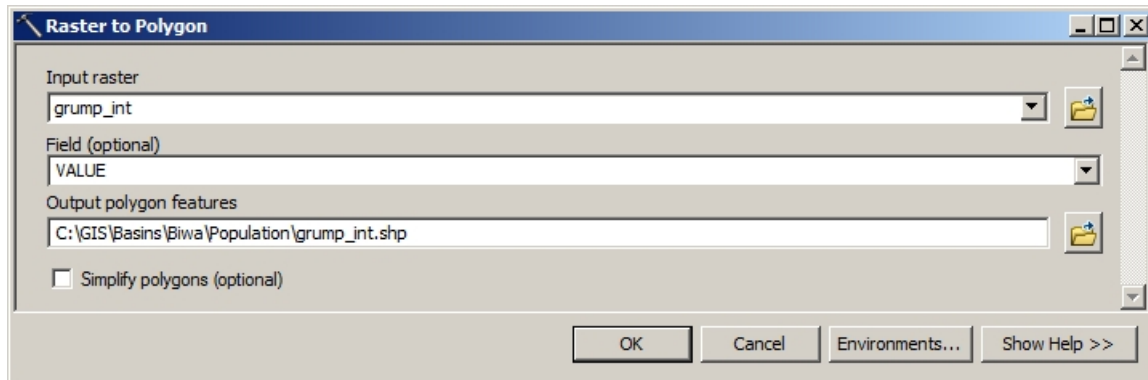 Raster to Polygon
Input raster
grump_int
Field (optional)
VALUE
Output polygon features
C:\GIS\Basins\Biwa\Population\grump_int.shp
Simplify polygons (optional)
OK Cancel Environments... Show Help >>